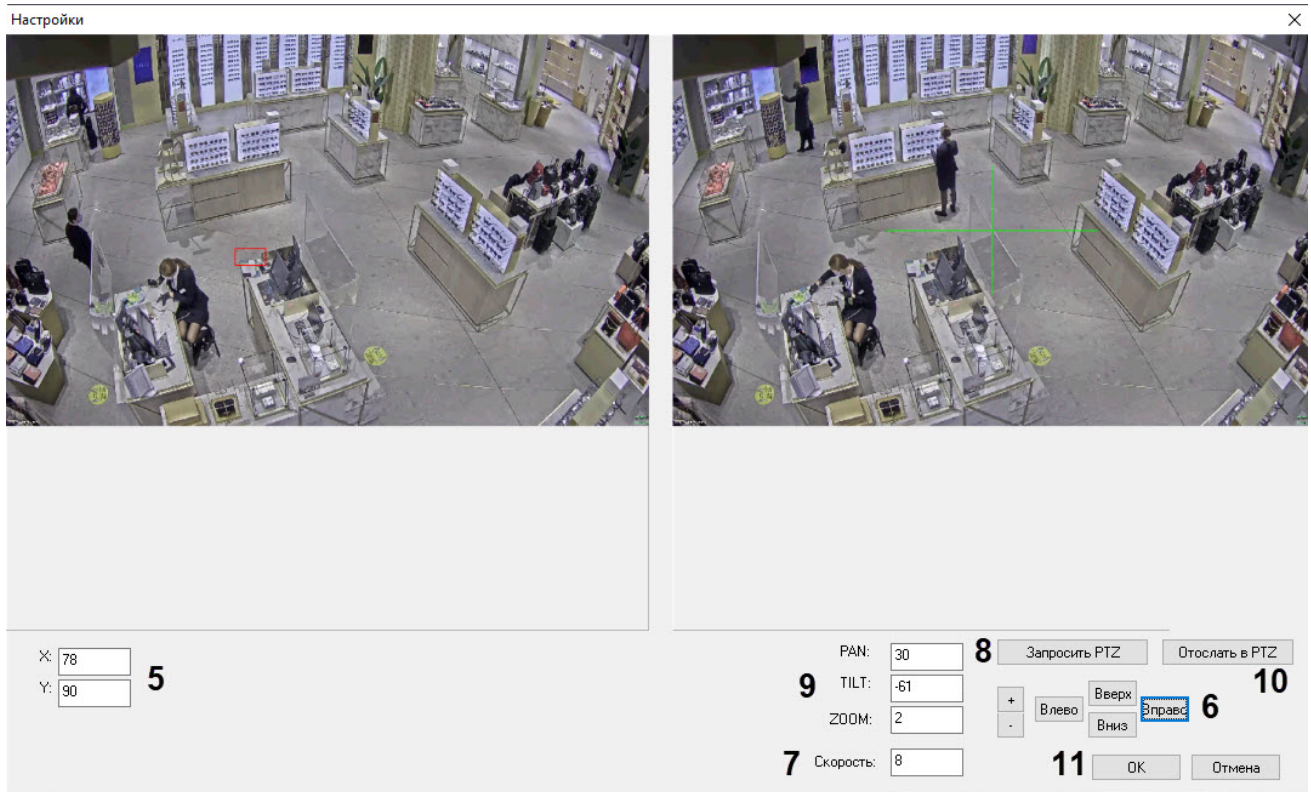 Настройки
X: 78
Y: 90
5
PAN: 30
TILT: -61
ZOOM: 2
9
7 Скорость: 8
8 Запросить PTZ Отослать в PTZ
10
+
-
Влево Вверх Вниз Вправо 6
11 OK Отмена